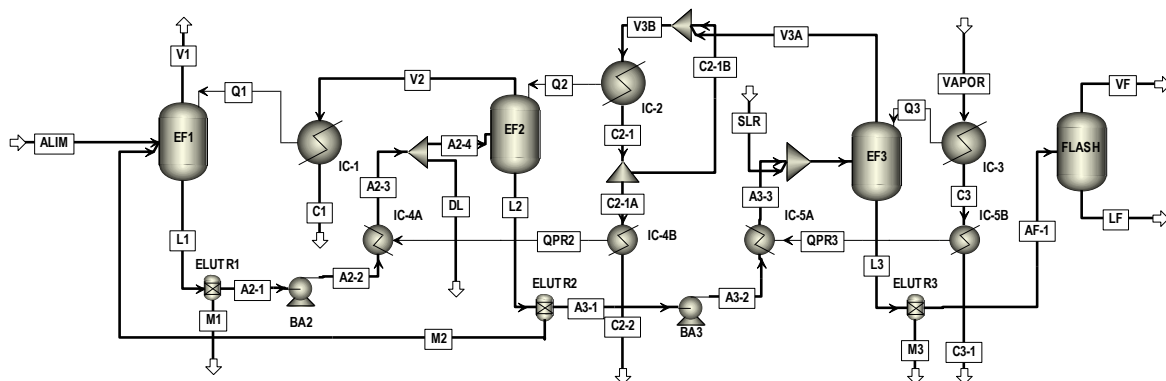 V3B
V3A
V1
V2
C2-1B
VAPOR
VF
Q1
Q2
IC-2
Q3
SLR
ALIM
EF1
EF2
EF3
FLASH
A2-4
C2-1
IC-3
IC-1
A2-3
C2-1A
A3-3
C3
LF
IC-4A
DL
L2
IC-5A
IC-5B
AF-1
C1
QPR2
IC-4B
QPR3
L1
L3
ELUTR1
A2-2
ELUTR2
A3-2
ELUTR3
A2-1
A3-1
M1
BA2
BA3
C2-2
M2
M3
C3-1